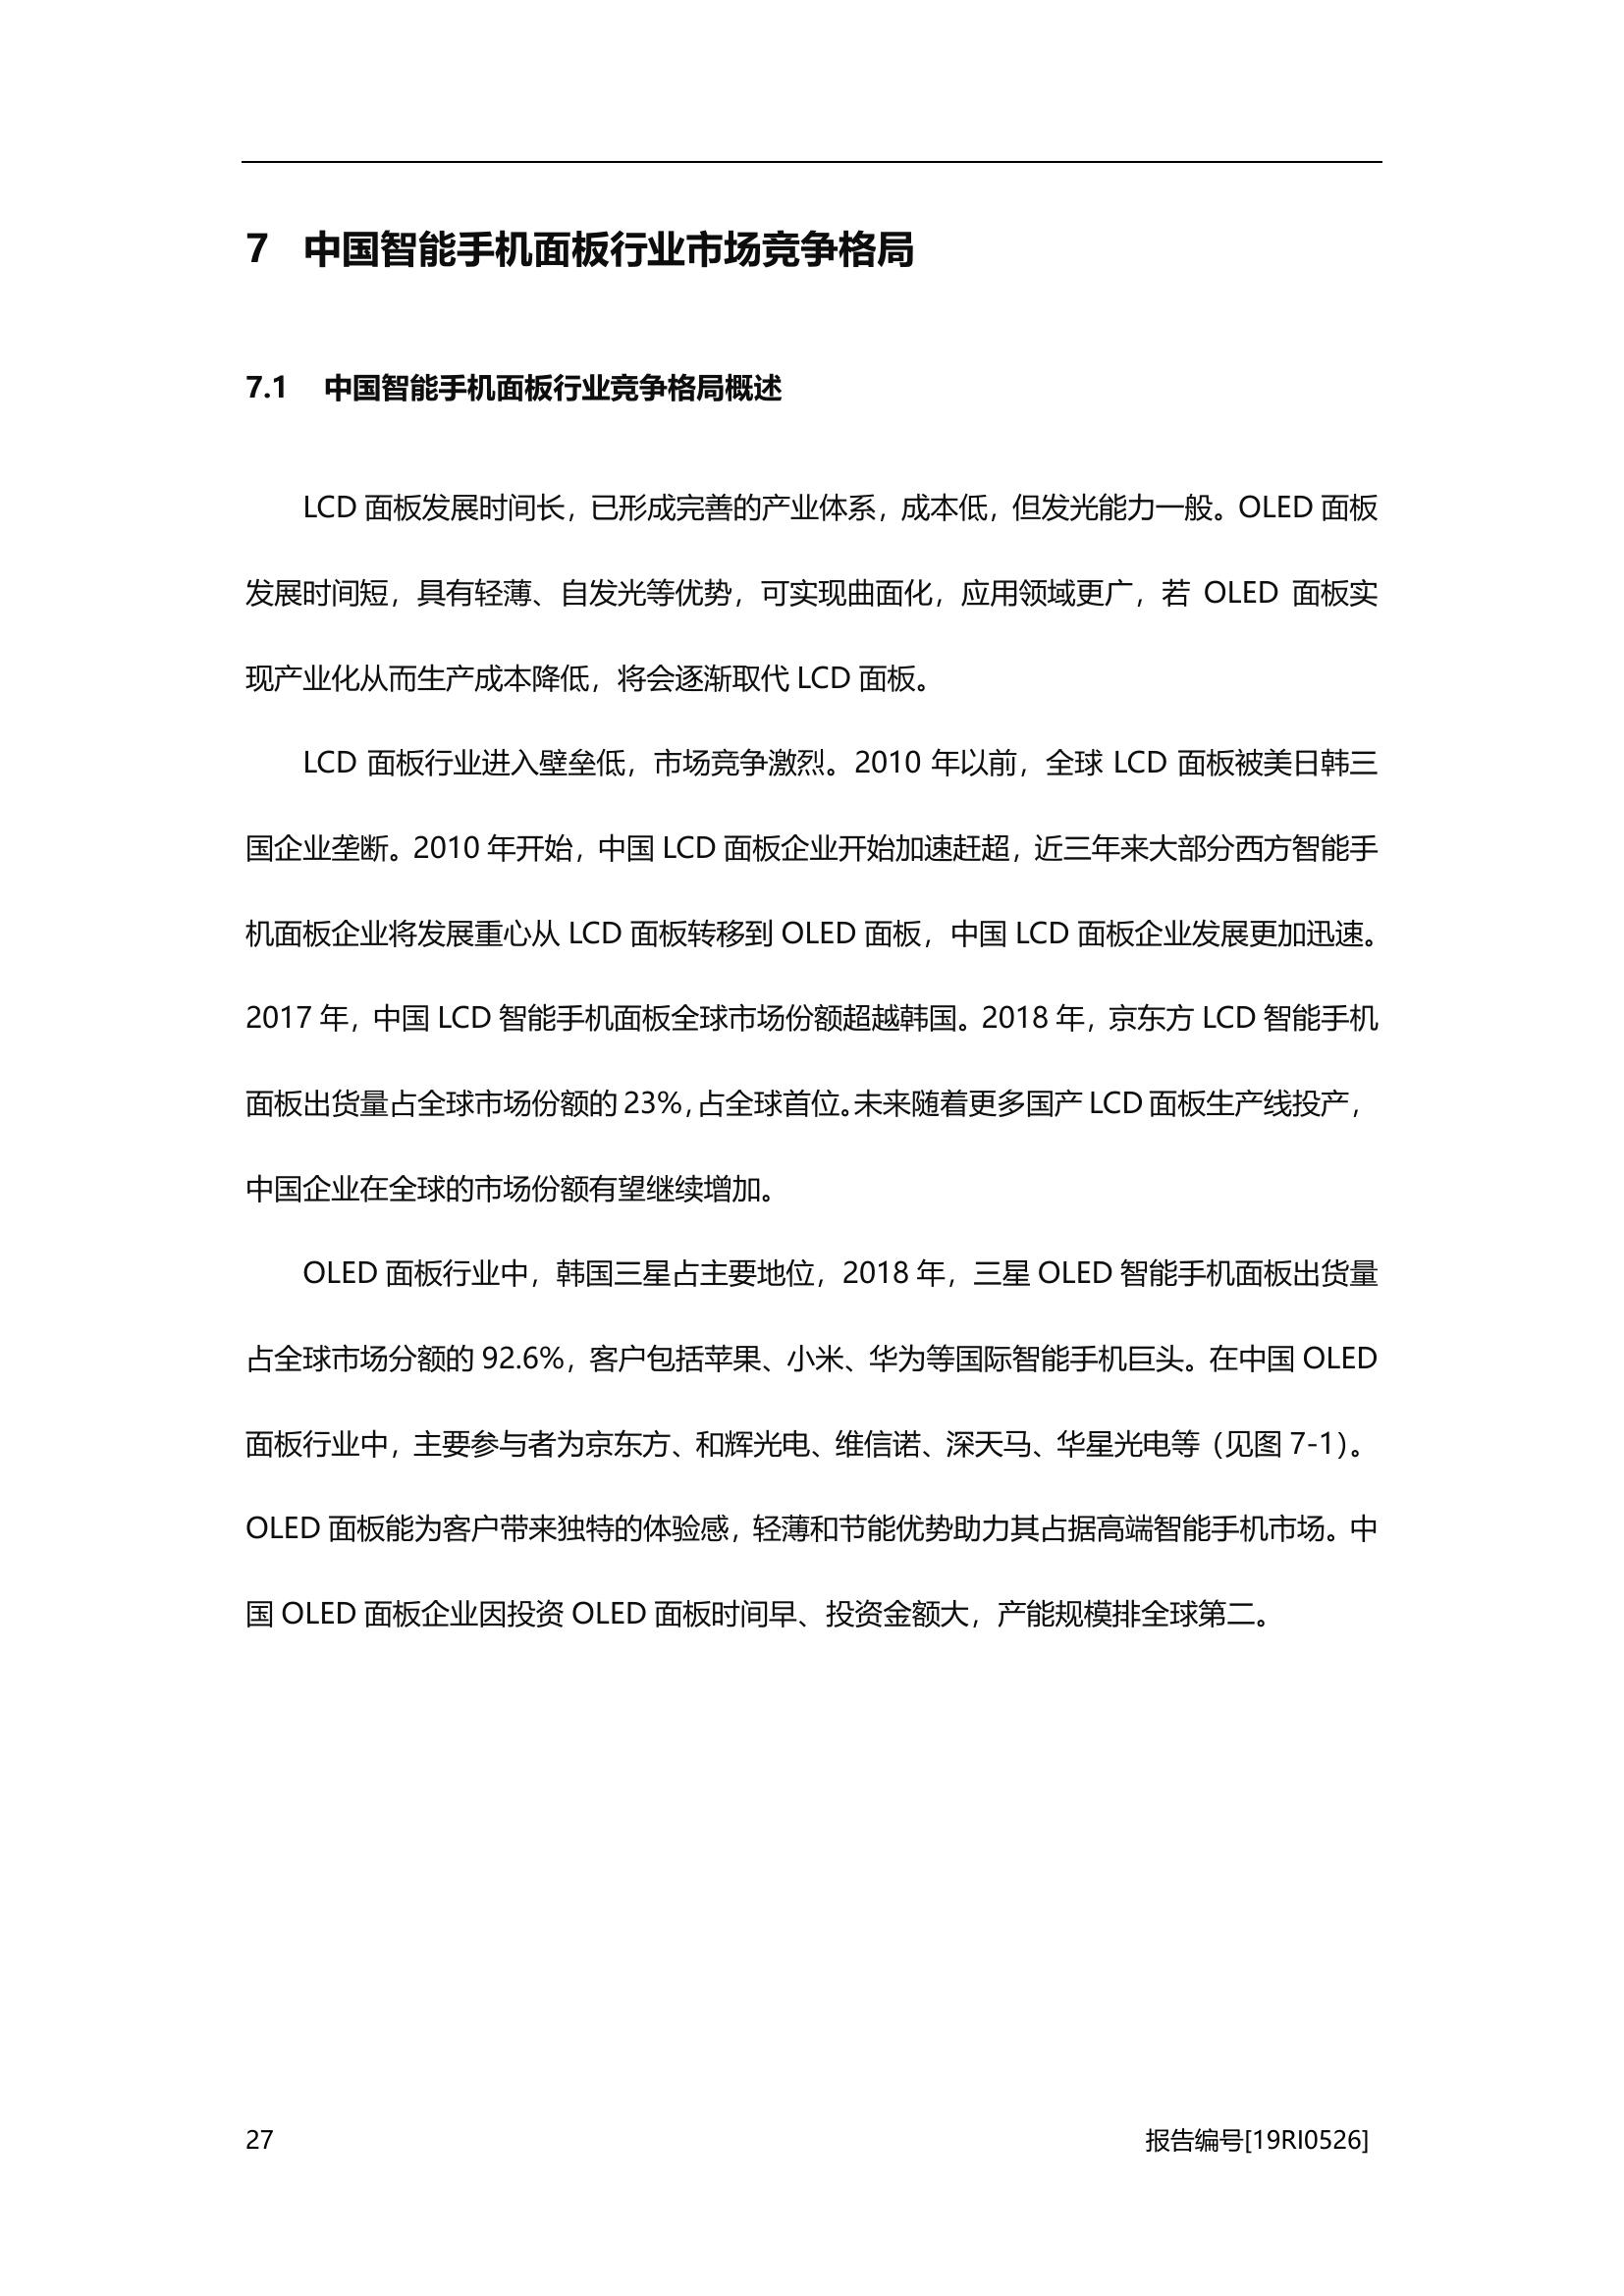 7 中国智能手机面板行业市场竞争格局
7.1 中国智能手机面板行业竞争格局概述
LCD 面板发展时间长，已形成完善的产业体系，成本低，但发光能力一般。OLED 面板
发展时间短，具有轻薄、自发光等优势，可实现曲面化，应用领域更广，若 OLED 面板实
现产业化从而生产成本降低，将会逐渐取代 LCD 面板。
LCD 面板行业进入壁垒低，市场竞争激烈。2010 年以前，全球 LCD 面板被美日韩三
国企业垄断。2010 年开始，中国 LCD 面板企业开始加速赶超，近三年来大部分西方智能手
机面板企业将发展重心从 LCD 面板转移到 OLED 面板，中国 LCD 面板企业发展更加迅速。
2017 年，中国 LCD 智能手机面板全球市场份额超越韩国。2018 年，京东方 LCD 智能手机
面板出货量占全球市场份额的 23%，占全球首位。未来随着更多国产 LCD 面板生产线投产，
中国企业在全球的市场份额有望继续增加。
OLED 面板行业中，韩国三星占主要地位，2018 年，三星 OLED 智能手机面板出货量
占全球市场分额的 92.6%，客户包括苹果、小米、华为等国际智能手机巨头。在中国 OLED
面板行业中，主要参与者为京东方、和辉光电、维信诺、深天马、华星光电等（见图 7-1）。
OLED 面板能为客户带来独特的体验感，轻薄和节能优势助力其占据高端智能手机市场。中
国 OLED 面板企业因投资 OLED 面板时间早、投资金额大，产能规模排全球第二。
27 报告编号[19RI0526]